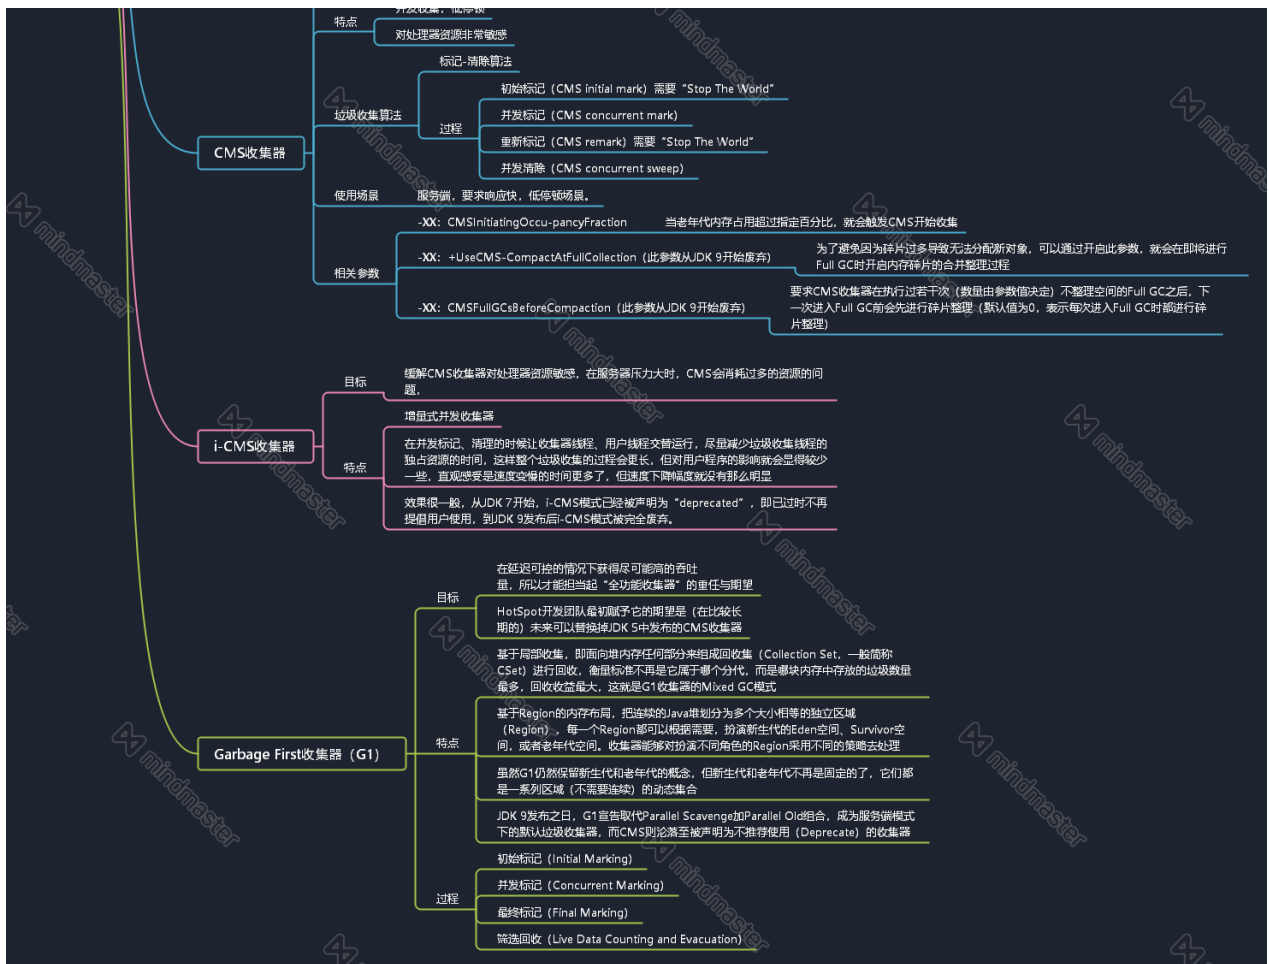 并发收集，低停顿
特点
对处理器资源非常敏感
标记-清除算法
初始标记（CMS initial mark）需要“Stop The World”
垃圾收集算法
并发标记（CMS concurrent mark）
过程
重新标记（CMS remark）需要“Stop The World”
CMS收集器
并发清除（CMS concurrent sweep）
使用场景
服务端，要求响应快，低停顿场景。
-XX：CMSInitiatingOccu-pancyFraction
当老年代内存占用超过指定百分比，就会触发CMS开始收集
-XX：+UseCMS-CompactAtFullCollection（此参数从JDK 9开始废弃）
为了避免因为碎片过多导致无法分配新对象，可以通过开启此参数，就会在即将进行
Full GC时开启内存碎片的合并整理过程
相关参数
-XX：CMSFullGCsBeforeCompaction（此参数从JDK 9开始废弃）
要求CMS收集器在执行过若干次（数量由参数值决定）不整理空间的Full GC之后，下
一次进入Full GC前会先进行碎片整理（默认值为0，表示每次进入Full GC时都进行碎
片整理）
目标
缓解CMS收集器对处理器资源敏感，在服务器压力大时，CMS会消耗过多的资源的问
题，
i-CMS收集器
增量式并发收集器
特点
在并发标记、清理的时候让收集器线程、用户线程交替运行，尽量减少垃圾收集线程的
独占资源的时间，这样整个垃圾收集的过程会更长，但对用户程序的影响就会显得较少
一些，直观感受是速度变慢的时间更多了，但速度下降幅度就没有那么明显
效果很一般，从JDK 7开始，i-CMS模式已经被声明为“deprecated”，即已过时不再
提倡用户使用，到JDK 9发布后i-CMS模式被完全废弃。
目标
在延迟可控的情况下获得尽可能高的吞吐
量，所以才能担当起“全功能收集器”的重任与期望
HotSpot开发团队最初赋予它的期望是（在比较长
期的）未来可以替换掉JDK 5中发布的CMS收集器
基于局部收集，即面向堆内存任何部分来组成回收集（Collection Set，一般简称
CSet）进行回收，衡量标准不再是它属于哪个分代，而是哪块内存中存放的垃圾数量
最多，回收收益最大，这就是G1收集器的Mixed GC模式
Garbage First收集器（G1）
特点
基于Region的内存布局，把连续的Java堆划分为多个大小相等的独立区域
（Region），每一个Region都可以根据需要，扮演新生代的Eden空间、Survivor空
间，或者老年代空间。收集器能够对扮演不同角色的Region采用不同的策略去处理
虽然G1仍然保留新生代和老年代的概念，但新生代和老年代不再是固定的了，它们都
是一系列区域（不需要连续）的动态集合
JDK 9发布之日，G1宣告取代Parallel Scavenge加Parallel Old组合，成为服务端模式
下的默认垃圾收集器，而CMS则沦落至被声明为不推荐使用（Deprecate）的收集器
过程
初始标记（Initial Marking）
并发标记（Concurrent Marking）
最终标记（Final Marking）
筛选回收（Live Data Counting and Evacuation）
mindmaster
mindmaster
mindmaster
mindmaster
mindmaster
mindmaster
mindmaster
mindmaster
mindmaster
mindmaster
mindmaster
mindmaster
mindmaster